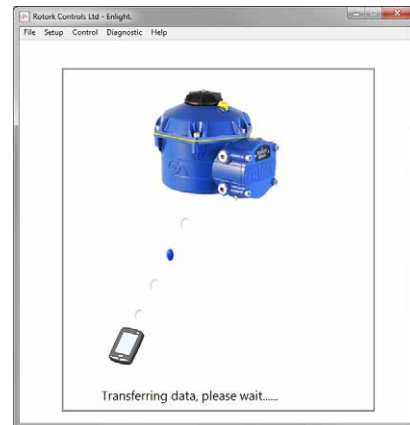 Rotork Controls Ltd - Enlight.
File Setup Control Diagnostic Help
Transferring data, please wait......